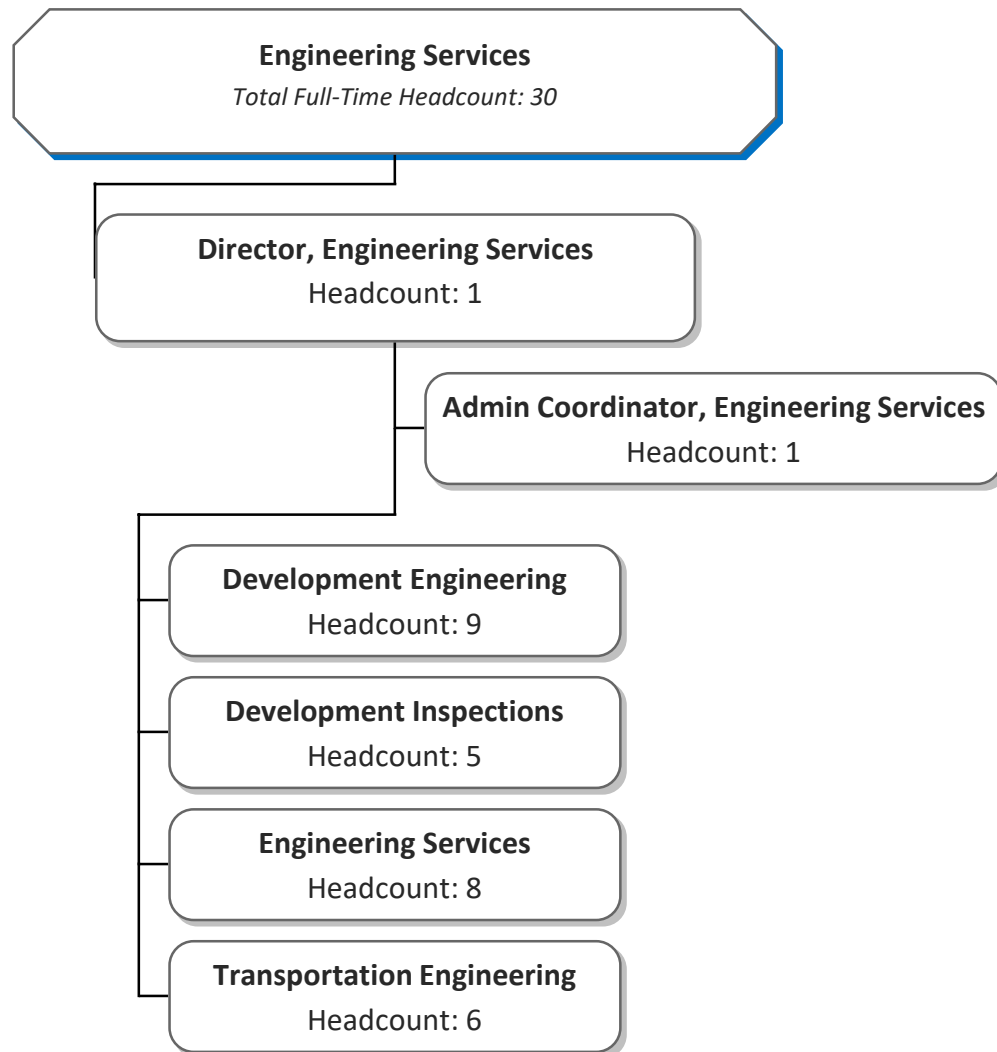 Engineering Services
Total Full-Time Headcount: 30
Director, Engineering Services
Headcount: 1
Admin Coordinator, Engineering Services
Headcount: 1
Development Engineering
Headcount: 9
Development Inspections
Headcount: 5
Engineering Services
Headcount: 8
Transportation Engineering
Headcount: 6